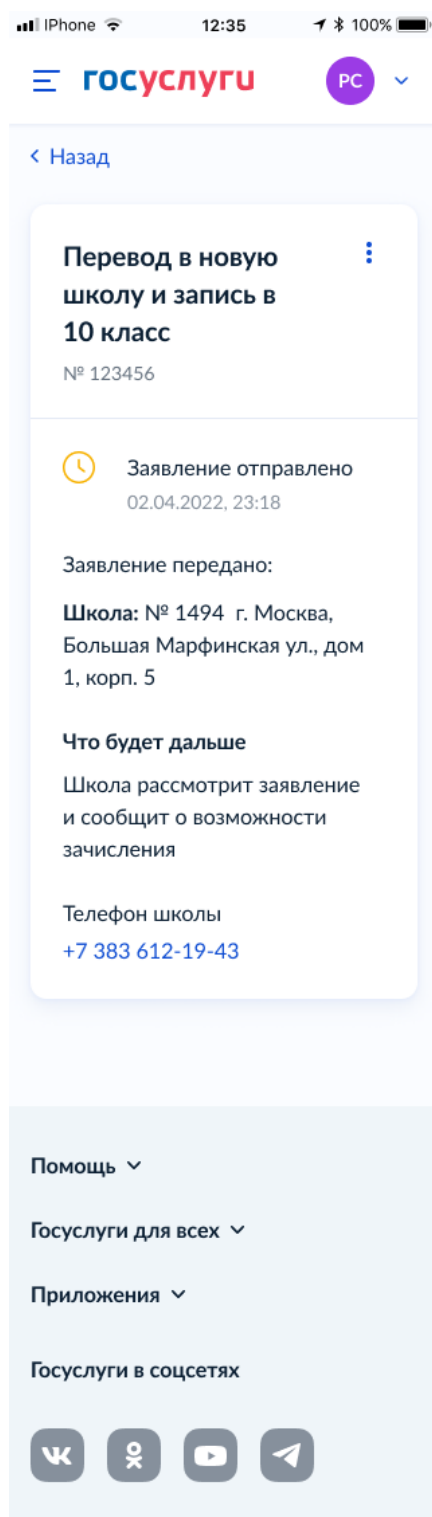 IPhone 12:35 100%
госуслуги РС
Назад
Перевод в новую
школу и запись в
10 класс
№ 123456
Заявление отправлено
02.04.2022, 23:18
Заявление передано:
Школа: № 1494 г. Москва,
Большая Марфинская ул., дом
1, корп. 5
Что будет дальше
Школа рассмотрит заявление
и сообщит о возможности
зачисления
Телефон школы
+7 383 612-19-43
Помощь
Госуслуги для всех
Приложения
Госуслуги в соцсетях